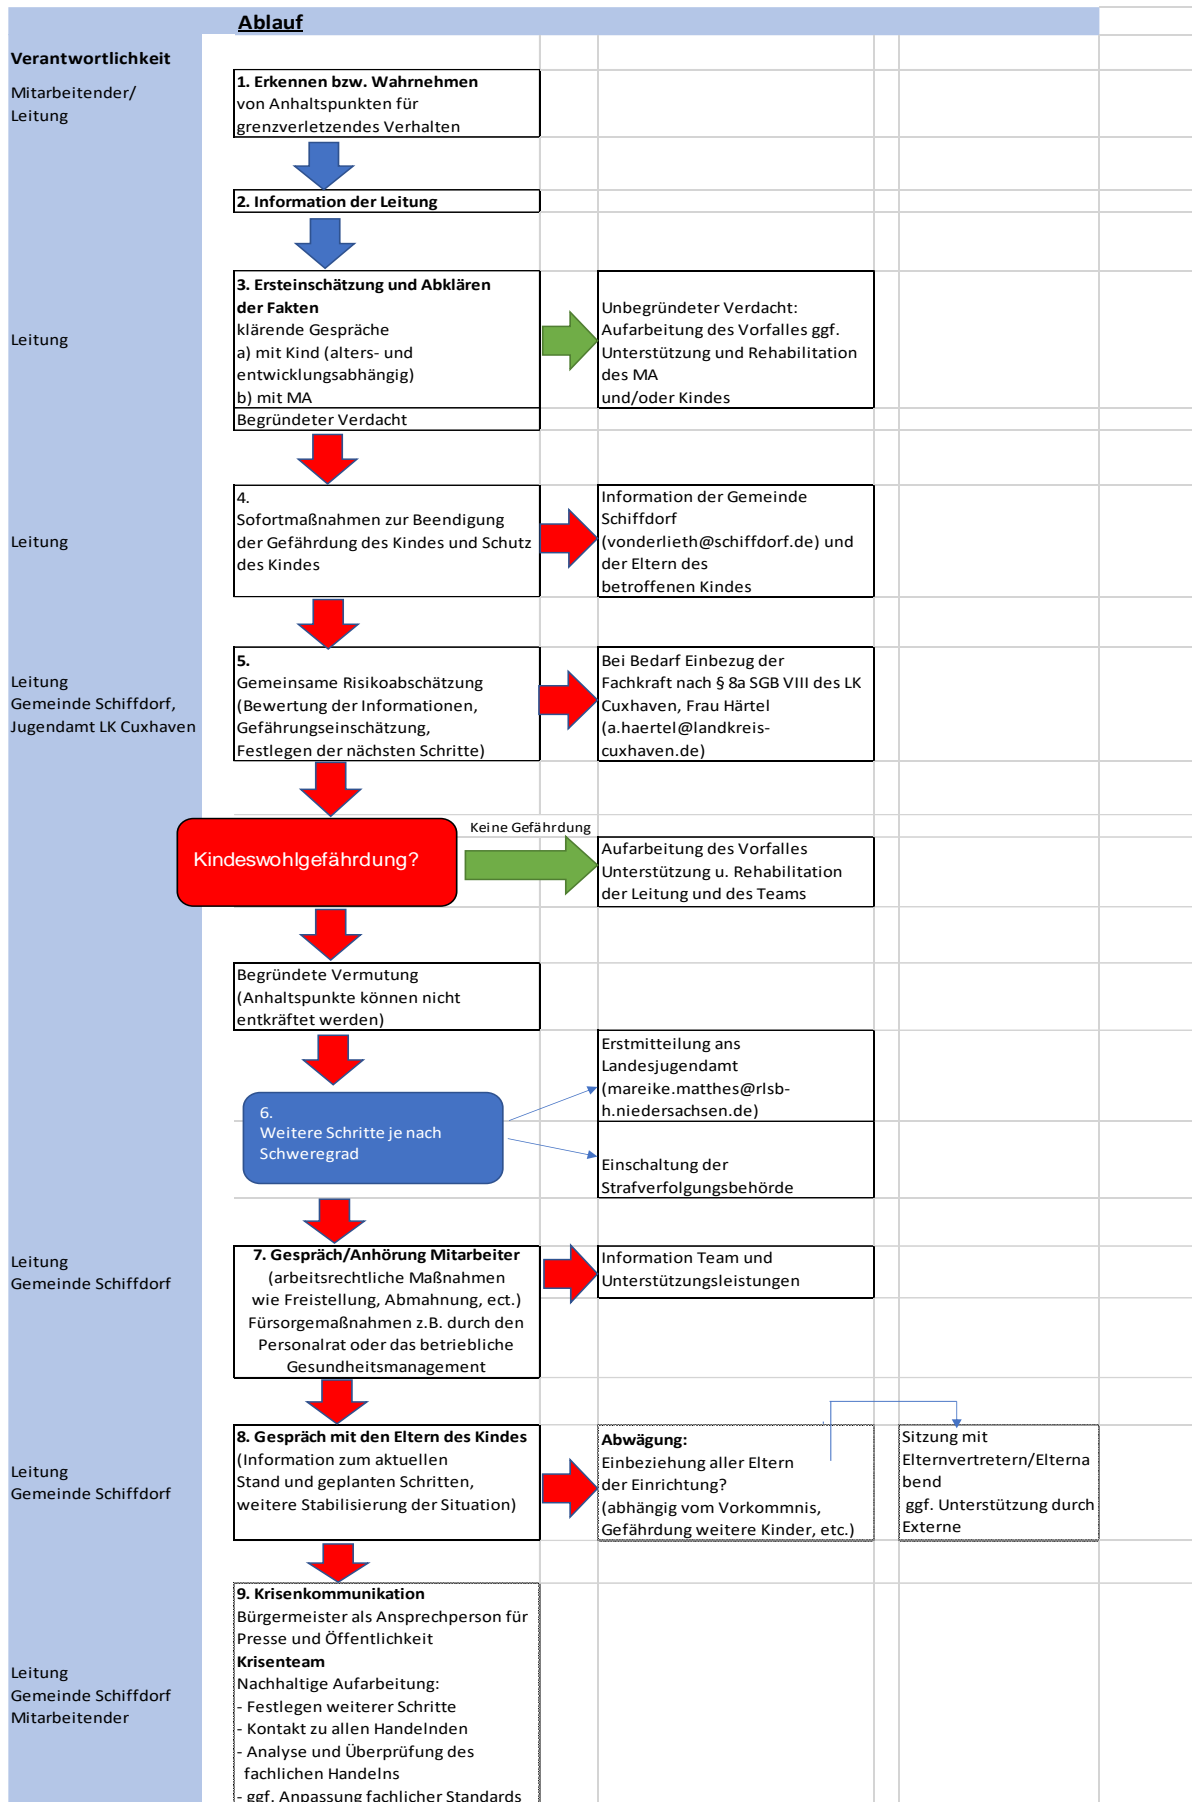 Ablauf
Verantwortlichkeit
Mitarbeitender/
Leitung
1. Erkennen bzw. Wahrnehmen
von Anhaltspunkten für
grenzverletzendes Verhalten
2. Information der Leitung
Leitung
3. Ersteinschätzung und Abklären
der Fakten
klärende Gespräche
a) mit Kind (alters- und
entwicklungsabhängig)
b) mit MA
Begründeter Verdacht
Unbegründeter Verdacht:
Aufarbeitung des Vorfalles ggf.
Unterstützung und Rehabilitation
des MA
und/oder Kindes
Leitung
4.
Sofortmaßnahmen zur Beendigung
der Gefährdung des Kindes und Schutz
des Kindes
Information der Gemeinde
Schiffdorf
(vonderlieth@schiffdorf.de) und
der Eltern des
betroffenen Kindes
Leitung
Gemeinde Schiffdorf,
Jugendamt LK Cuxhaven
5.
Gemeinsame Risikoabschätzung
(Bewertung der Informationen,
Gefährungseinschätzung,
Festlegen der nächsten Schritte)
Bei Bedarf Einbezug der
Fachkraft nach § 8a SGB VIII des LK
Cuxhaven, Frau Härtel
(a.haertel@landkreis-
cuxhaven.de)
Kindeswohlgefährdung?
Keine Gefährdung
Aufarbeitung des Vorfalles
Unterstützung u. Rehabilitation
der Leitung und des Teams
Begründete Vermutung
(Anhaltspunkte können nicht
entkräftet werden)
6.
Weitere Schritte je nach
Schweregrad
Erstmitteilung ans
Landesjugendamt
(mareike.matthes@rlsb-
h.niedersachsen.de)
Einschaltung der
Strafverfolgungsbehörde
Leitung
Gemeinde Schiffdorf
7. Gespräch/Anhörung Mitarbeiter
(arbeitsrechtliche Maßnahmen
wie Freistellung, Abmahnung, ect.)
Fürsorgemaßnahmen z.B. durch den
Personalrat oder das betriebliche
Gesundheitsmanagement
Information Team und
Unterstützungsleistungen
Leitung
Gemeinde Schiffdorf
8. Gespräch mit den Eltern des Kindes
(Information zum aktuellen
Stand und geplanten Schritten,
weitere Stabilisierung der Situation)
Abwägung:
Einbeziehung aller Eltern
der Einrichtung?
(abhängig vom Vorkommnis,
Gefährdung weitere Kinder, etc.)
Sitzung mit
Elternvertretern/Elterna
bend
ggf. Unterstützung durch
Externe
Leitung
Gemeinde Schiffdorf
Mitarbeitender
9. Krisenkommunikation
Bürgermeister als Ansprechperson für
Presse und Öffentlichkeit
Krisenteam
Nachhaltige Aufarbeitung:
- Festlegen weiterer Schritte
- Kontakt zu allen Handelnden
- Analyse und Überprüfung des
fachlichen Handelns
- ggf. Anpassung fachlicher Standards